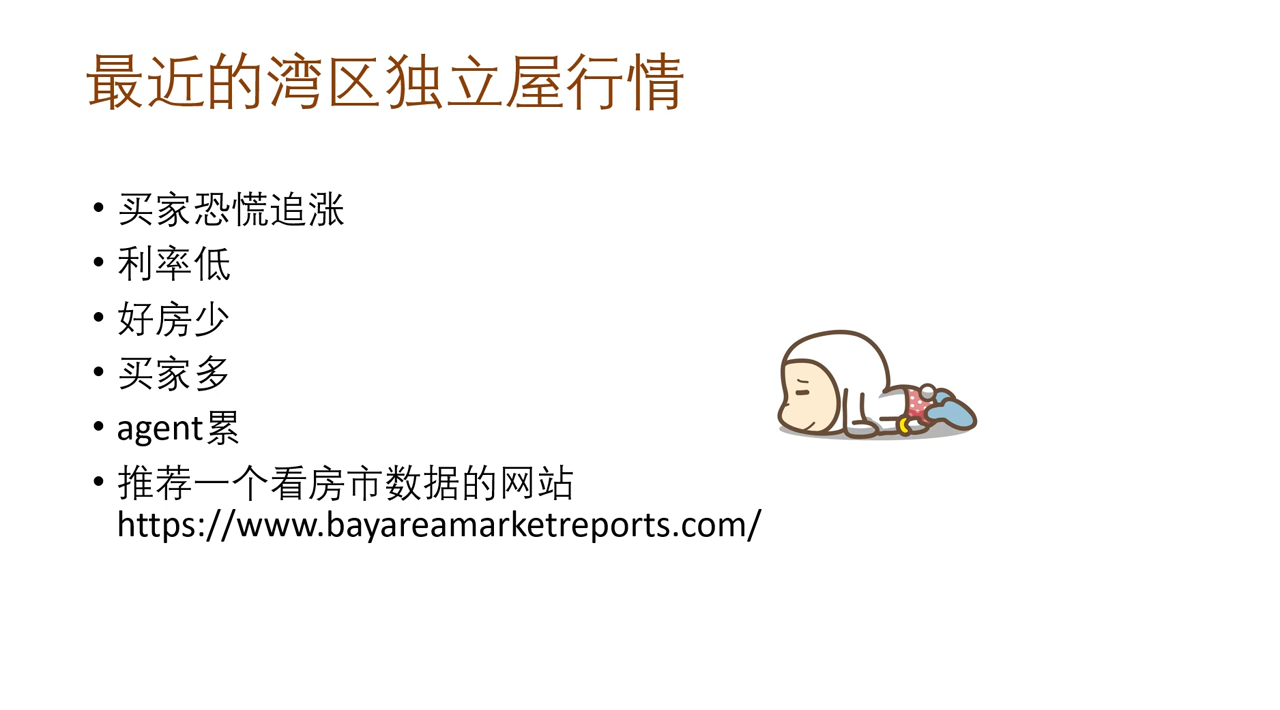 最近的湾区独立屋行情
• 买家恐慌追涨
• 利率低
• 好房少
• 买家多
• agent累
• 推荐一个看房市数据的网站
https://www.bayareamarketreports.com/